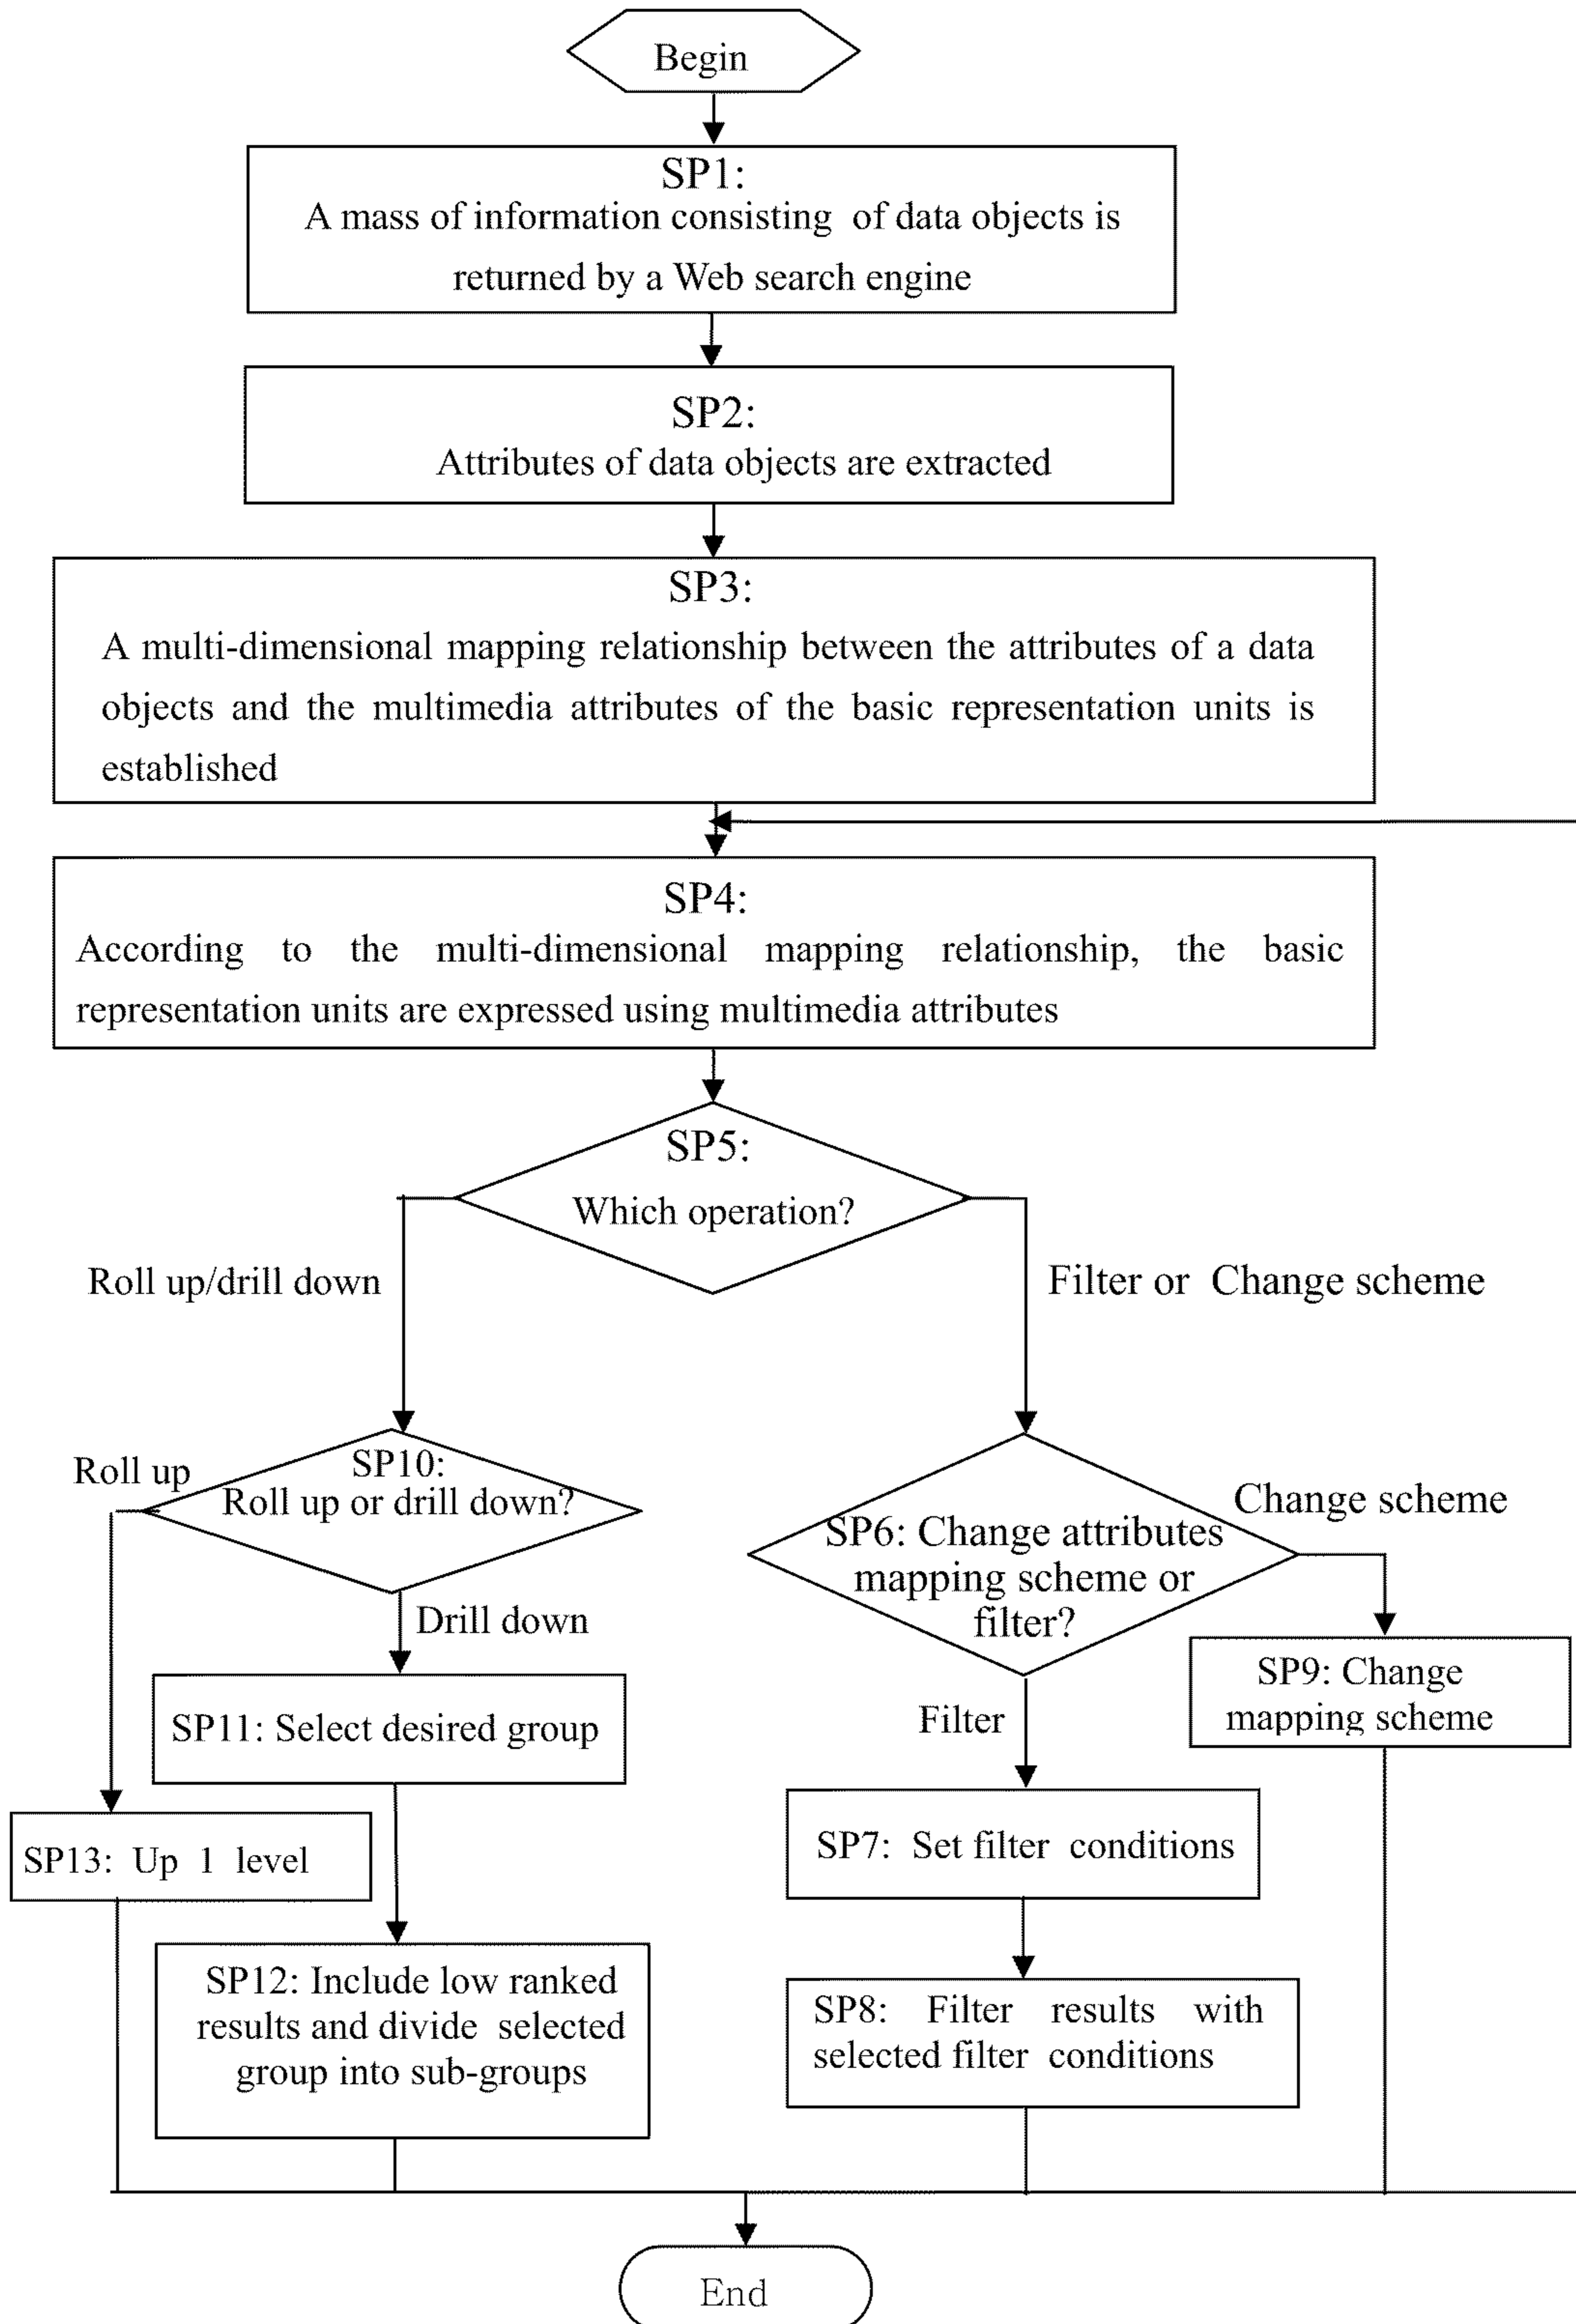 Begin
SP1:
A mass of information consisting of data objects is
returned by a Web search engine
SP2:
Attributes of data objects are extracted
SP3:
A multi-dimensional mapping relationship between the attributes of a data
objects and the multimedia attributes of the basic representation units is
established
SP4:
According to the multi-dimensional mapping relationship, the basic
representation units are expressed using multimedia attributes
SP5:
Which operation?
Roll up/drill down
Filter or Change scheme
Roll up
SP10:
Roll up or drill down?
Drill down
SP11: Select desired group
SP13: Up 1 level
SP12: Include low ranked
results and divide selected
group into sub-groups
Change scheme
SP6: Change attributes
mapping scheme or
filter?
SP9: Change
mapping scheme
Filter
SP7: Set filter conditions
SP8: Filter results with
selected filter conditions
End